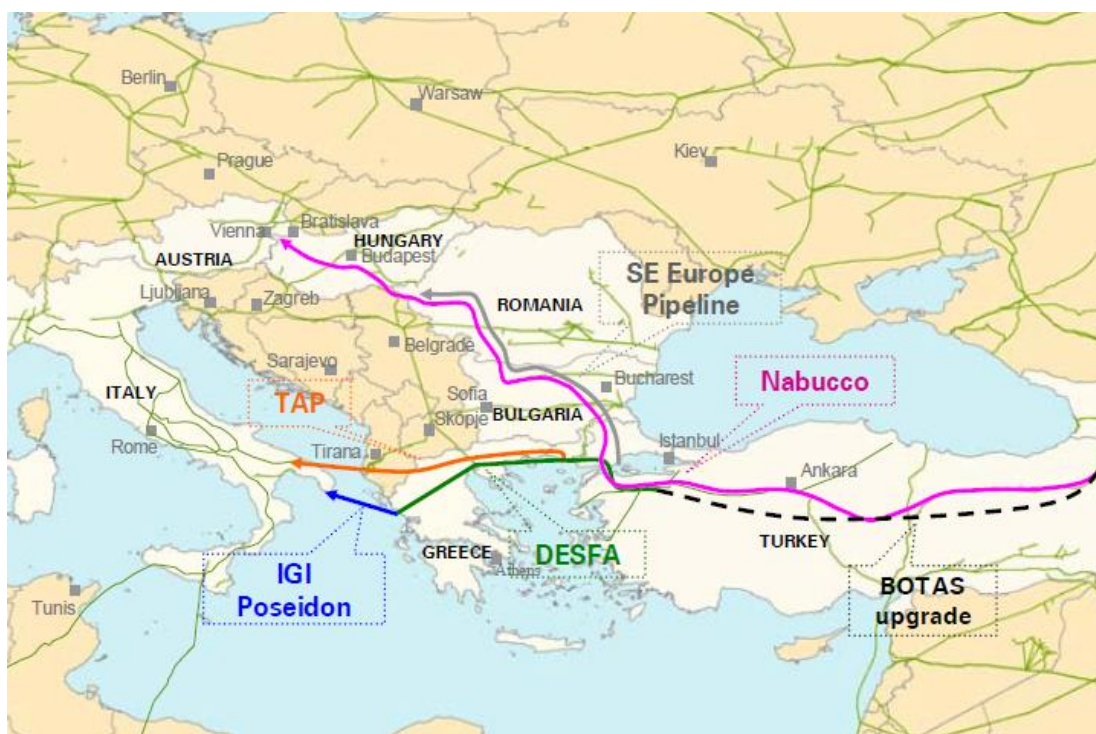 Berlin
Warsaw
Prague
Kiev
Vienna
Bratislava
HUNGARY
Budapest
AUSTRIA
SE Europe
Pipeline
Ljubljana
Zagreb
ROMANIA
Belgrade
Sarajevo
Bucharest
Nabucco
ITALY
TAP
Sofia
BULGARIA
Skopje
Rome
Tirana
Istanbul
Ankara
TURKEY
GREECE
Athens
DESFA
IGI
Poseidon
BOTAS
upgrade
Tunis